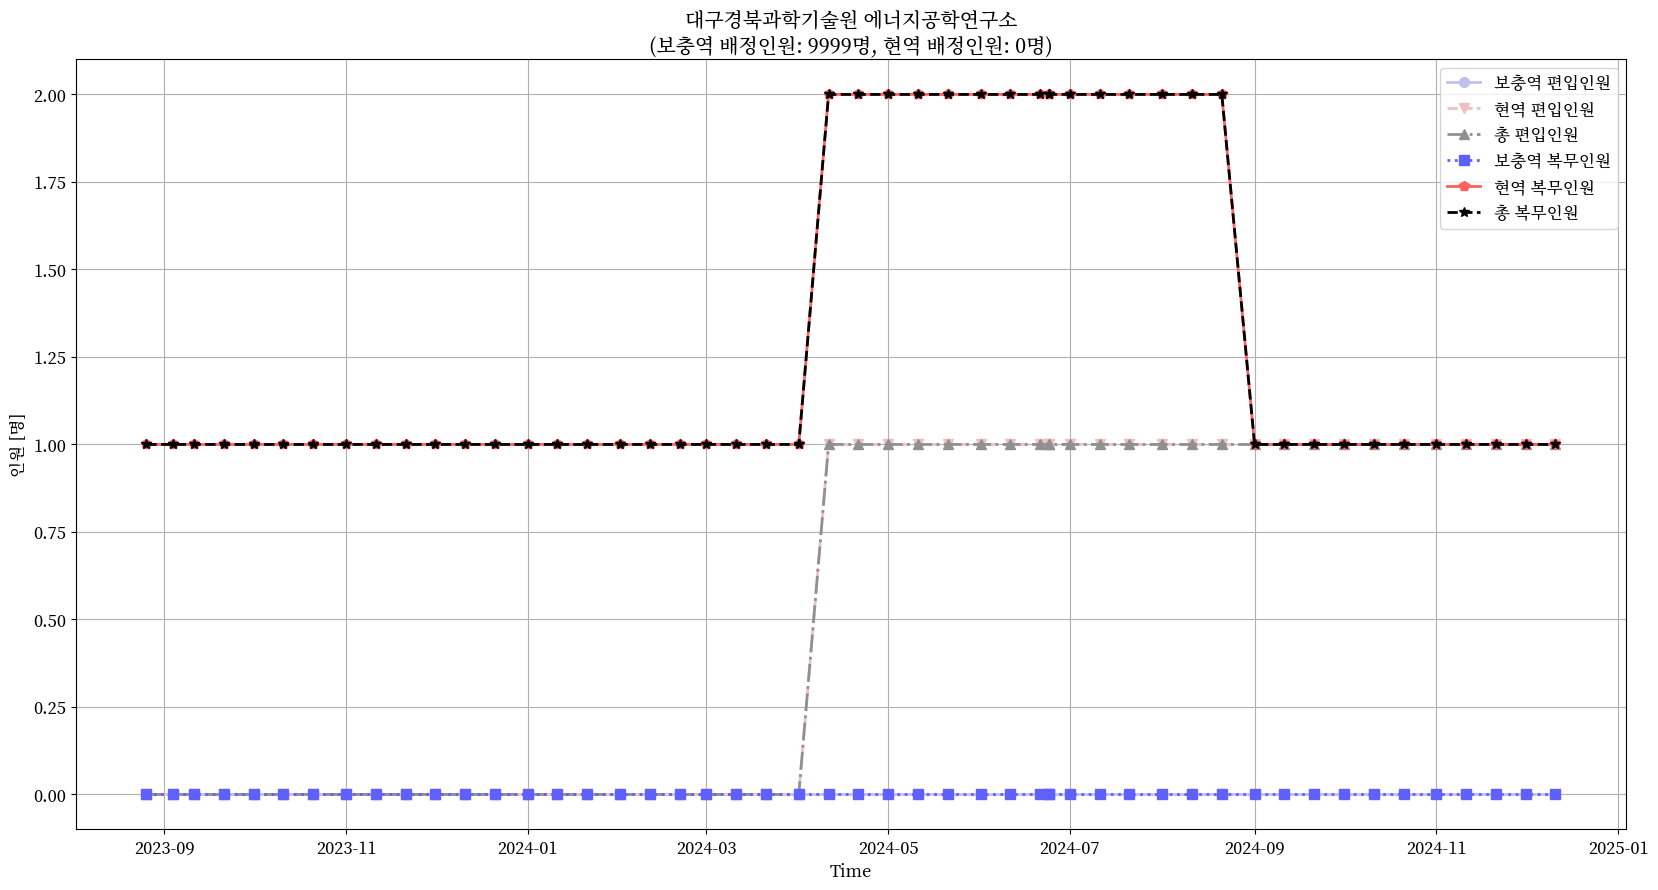 대구경북과학기술원 에너지공학연구소
(보충역 배정인원: 9999명, 현역 배정인원: 0명)
보충역 편입인원
현역 편입인원
총 편입인원
보충역 복무인원
현역 복무인원
총 복무인원
인원 [명]
2.00
1.75
1.50
1.25
1.00
0.75
0.50
0.25
0.00
2023-09
2023-11
2024-01
2024-03
2024-05
2024-07
2024-09
2024-11
2025-01
Time